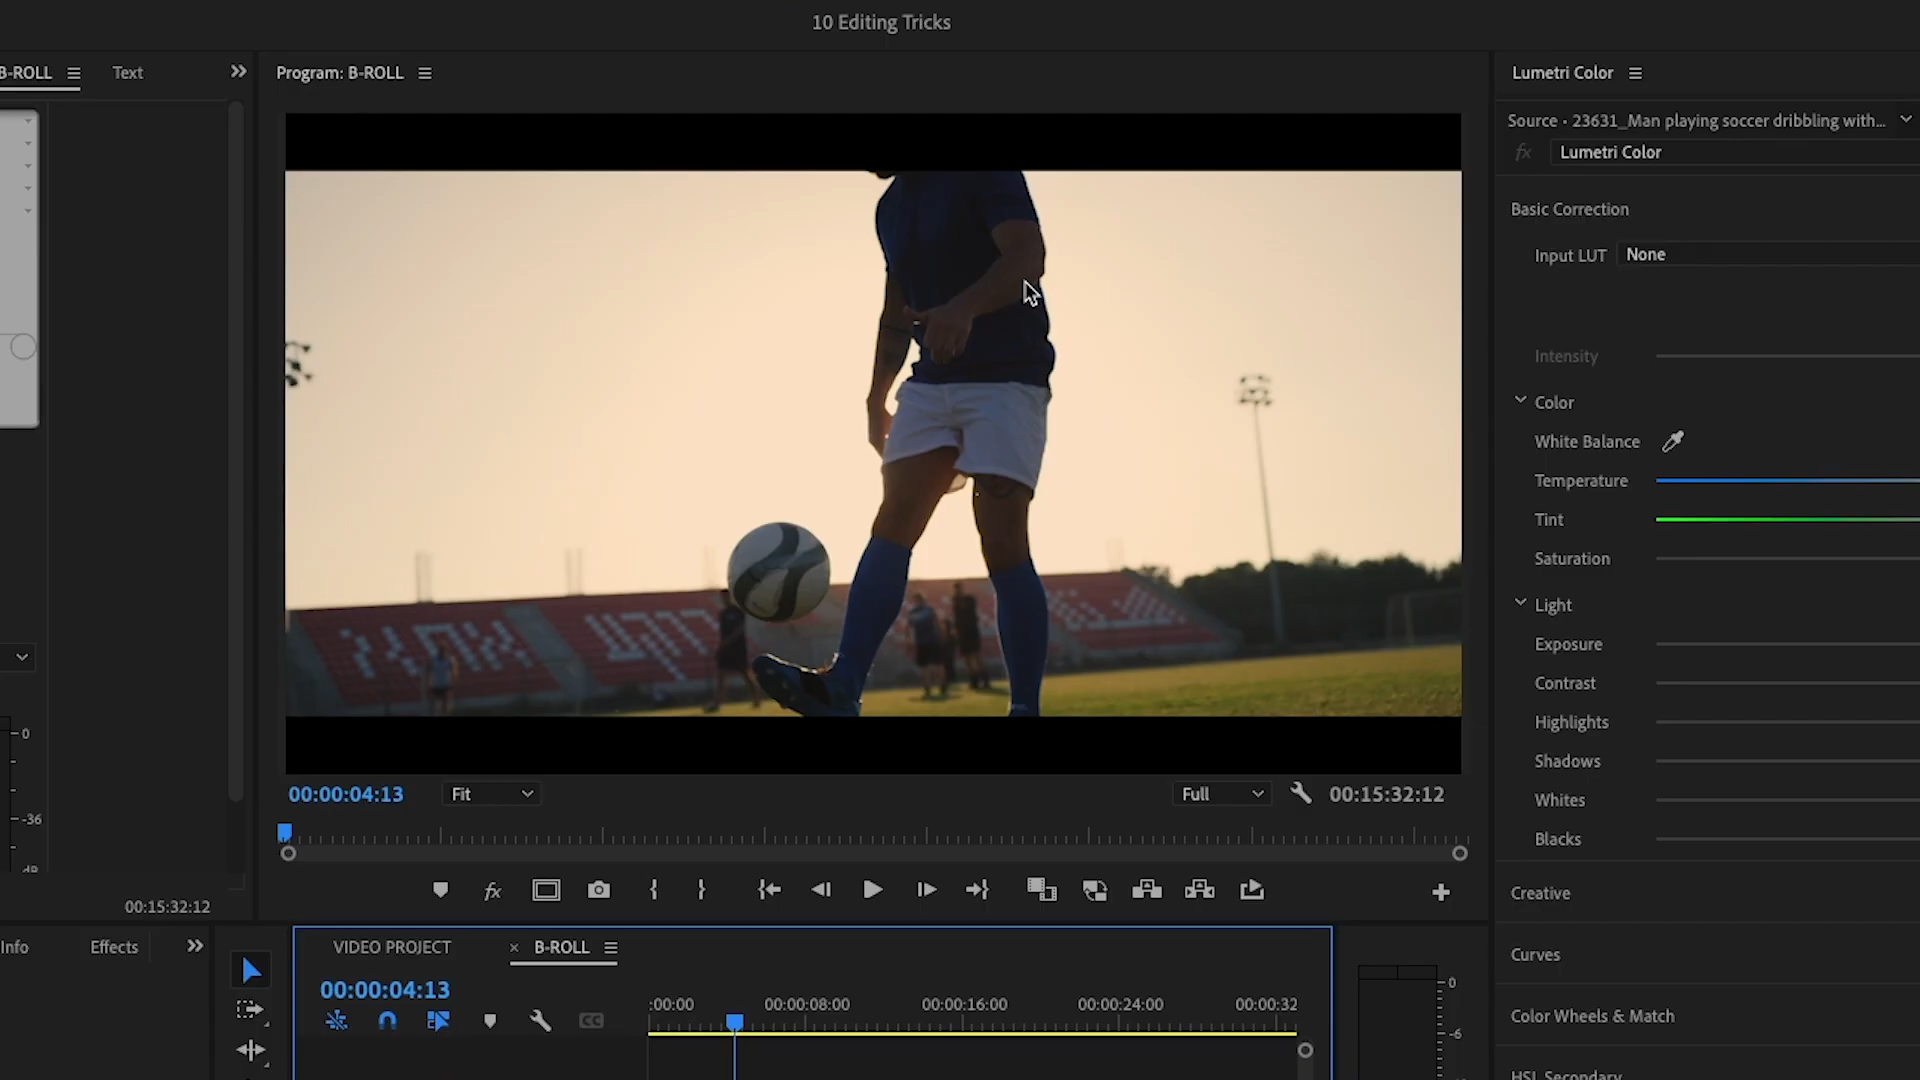 10 Editing Tricks
B-ROLL
Text
Program: B-ROLL
Lumetri Color
Source • 23631_Man playing soccer dribbling with...
fx
Lumetri Color
Basic Correction
Input LUT
None
Intensity
Color
White Balance
Temperature
Tint
Saturation
Light
Exposure
Contrast
Highlights
Shadows
Whites
Blacks
Creative
Curves
Color Wheels & Match
HSL Secondary
0
-36
dB
00:15:32:12
00:00:04:13
Fit
Full
00:15:32:12
fx
Info
Effects
VIDEO PROJECT
× B-ROLL
00:00:04:13
CC
:00:00
00:00:08:00
00:00:16:00
00:00:24:00
00:00:32
0
-6